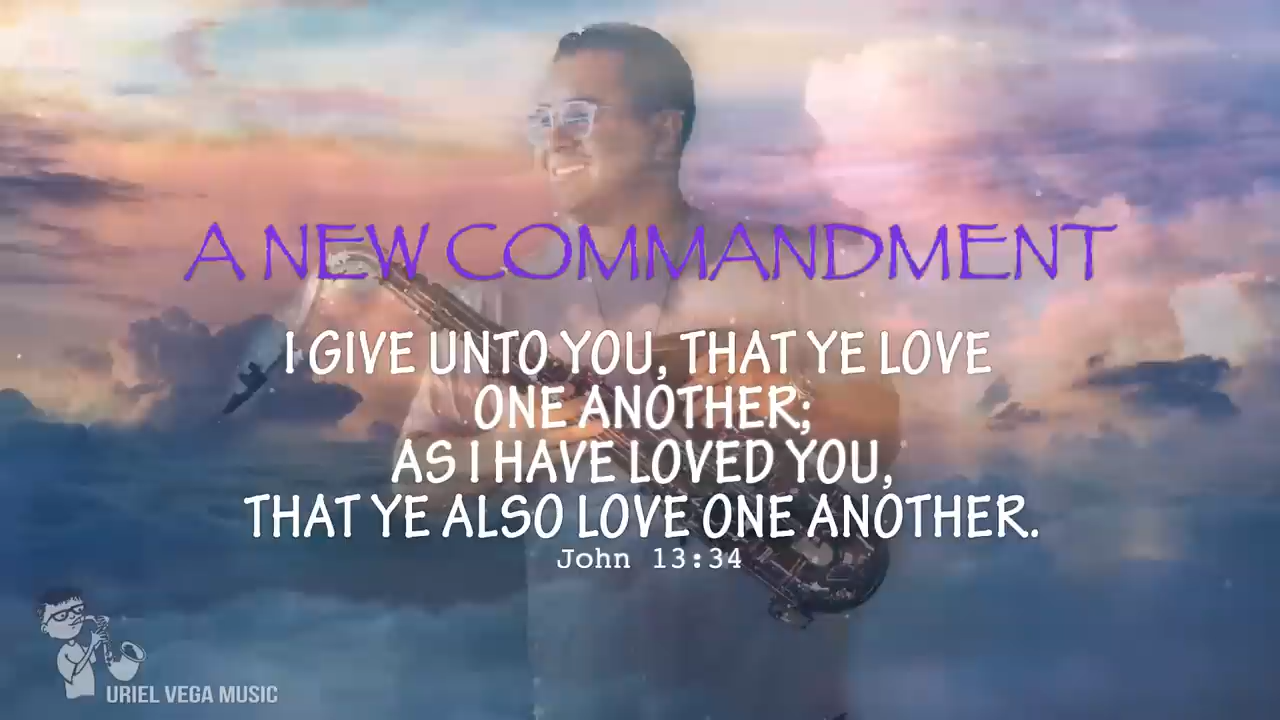 A NEW COMMANDMENT
I GIVE UNTO YOU, THAT YE LOVE
ONE ANOTHER;
AS I HAVE LOVED YOU,
THAT YE ALSO LOVE ONE ANOTHER.
John 13:34
URIEL VEGA MUSIC